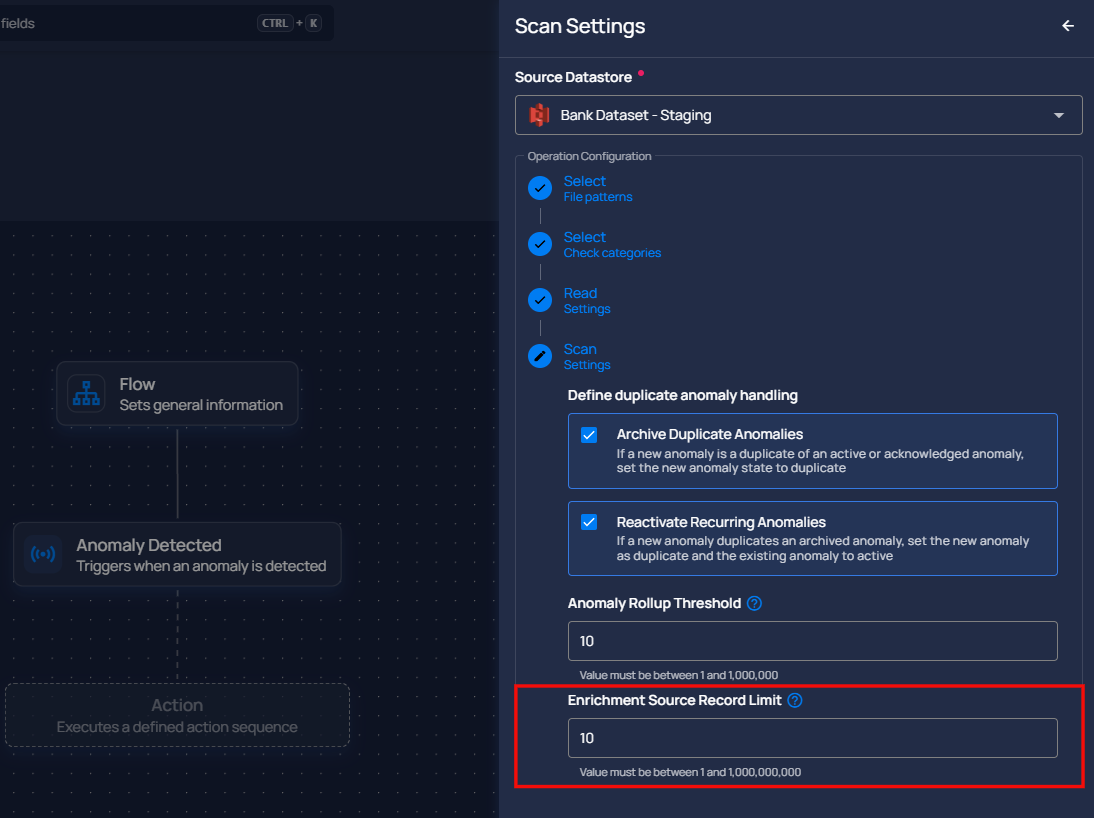 fields
CTRL + K
Scan Settings
Source Datastore
Bank Dataset - Staging
Operation Configuration
Select
File patterns
Select
Check categories
Read
Settings
Scan
Settings
Define duplicate anomaly handling
Archive Duplicate Anomalies
If a new anomaly is a duplicate of an active or acknowledged anomaly,
set the new anomaly state to duplicate
Reactivate Recurring Anomalies
If a new anomaly duplicates an archived anomaly, set the new anomaly
as duplicate and the existing anomaly to active
Anomaly Rollup Threshold ?
10
Value must be between 1 and 1,000,000
Enrichment Source Record Limit ?
10
Value must be between 1 and 1,000,000,000
Flow
Sets general information
Anomaly Detected
Triggers when an anomaly is detected
Action
Executes a defined action sequence